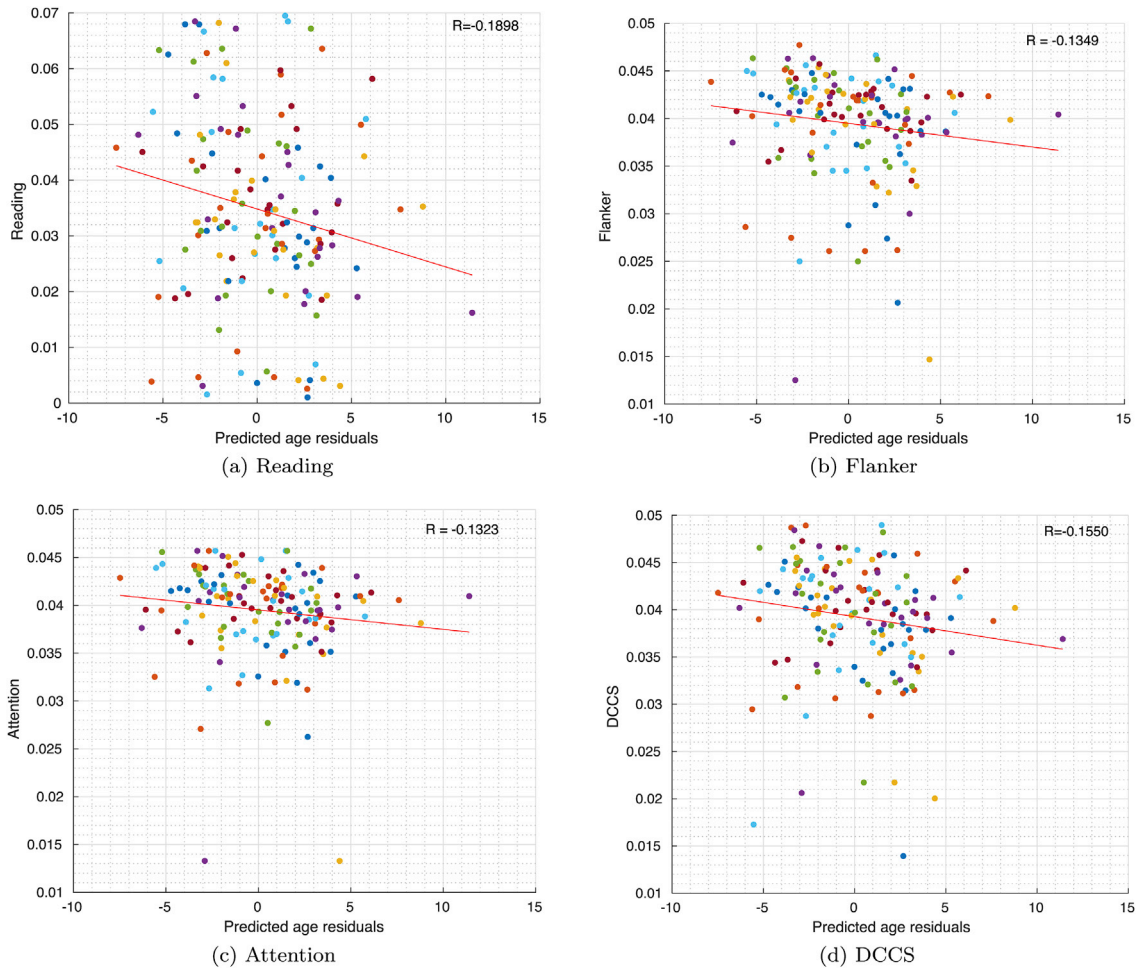 R=-0.1898
Reading
0.07
0.06
0.05
0.04
0.03
0.02
0.01
0
-10 -5 0 5 10 15
Predicted age residuals
(a) Reading
R = -0.1349
Flanker
0.05
0.045
0.04
0.035
0.03
0.025
0.02
0.015
0.01
-10 -5 0 5 10 15
Predicted age residuals
(b) Flanker
R = -0.1323
Attention
0.05
0.045
0.04
0.035
0.03
0.025
0.02
0.015
0.01
-10 -5 0 5 10 15
Predicted age residuals
(c) Attention
R=-0.1550
DCCS
0.05
0.045
0.04
0.035
0.03
0.025
0.02
0.015
0.01
-10 -5 0 5 10 15
Predicted age residuals
(d) DCCS